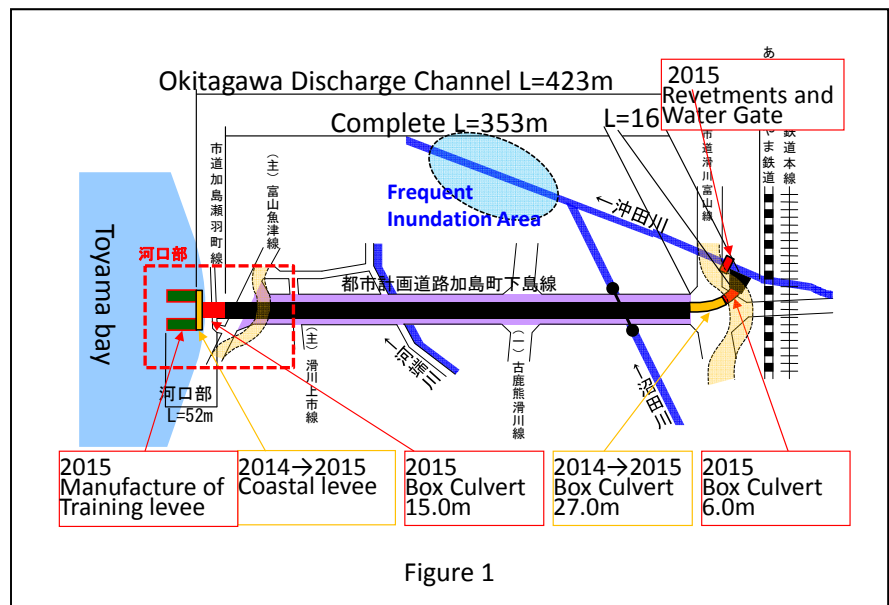 Okitagawa Discharge Channel L=423m
2015
Revetments and
Water Gate
Complete L=353m
L=16
市道加島瀬羽町線
(主)富山魚津線
市道滑川富山線
鉄道本線
Frequent
Inundation Area
←沖田川
Toyama bay
河口部
都市計画道路加島町下島線
(主)滑川上市線
←河端川
(一)古鹿熊滑川線
←沼田川
河口部
L=52m
2015
Manufacture of
Training levee
2014→2015
Coastal levee
2015
Box Culvert
15.0m
2014→2015
Box Culvert
27.0m
2015
Box Culvert
6.0m
Figure 1